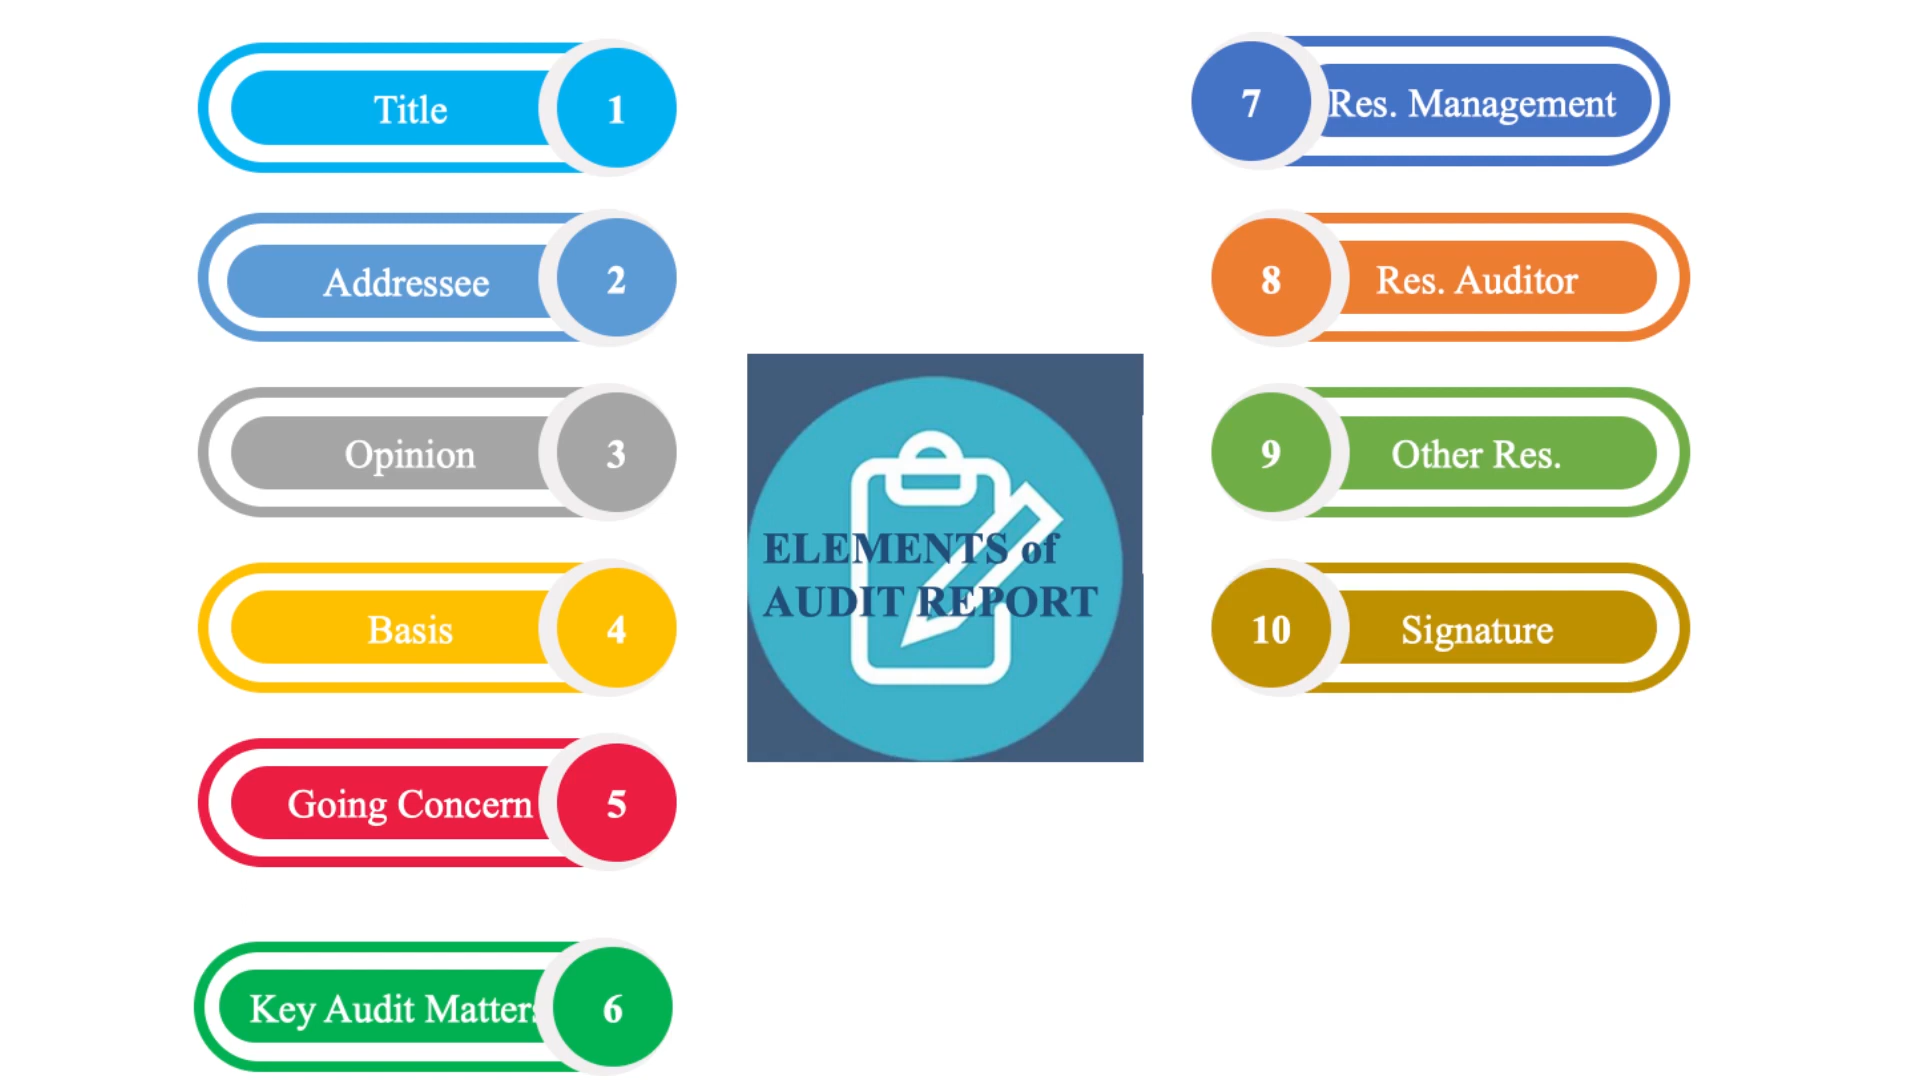 Title
1
Addressee
2
Opinion
3
Basis
4
Going Concern
5
Key Audit Matters
6
ELEMENTS of
AUDIT REPORT
7
Res. Management
8
Res. Auditor
9
Other Res.
10
Signature